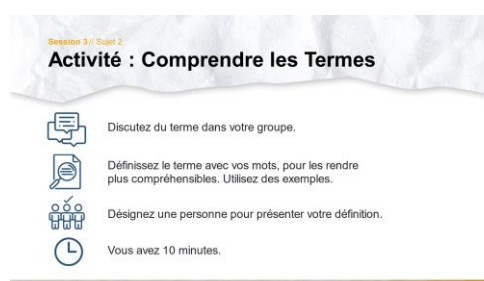 Session 3// Sujet 2
Activité : Comprendre les Termes
Discutez du terme dans votre groupe.
Définissez le terme avec vos mots, pour les rendre
plus compréhensibles. Utilisez des exemples.
Désignez une personne pour présenter votre définition.
Vous avez 10 minutes.